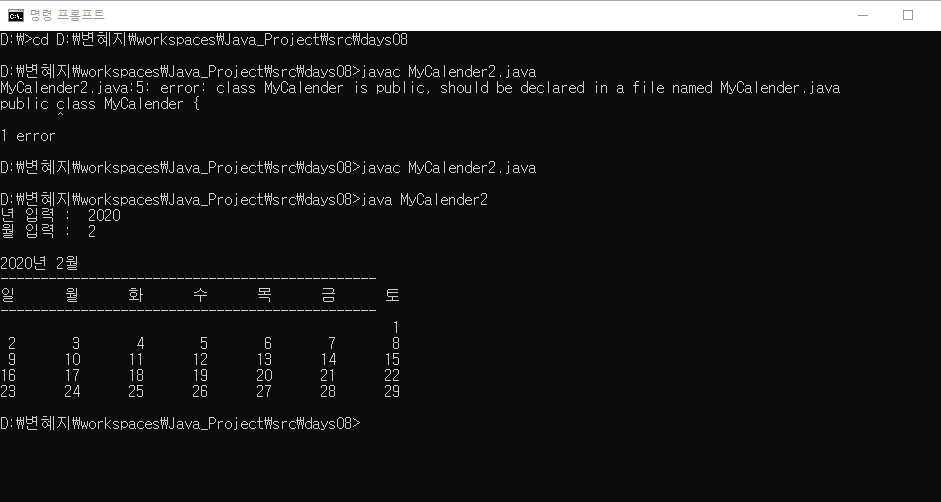 명령 프롬프트
D:\>cd D:\변혜지\workspaces\Java_Project\src\days08
D:\변혜지\workspaces\Java_Project\src\days08>javac MyCalender2.java
MyCalender2.java:5: error: class MyCalender is public, should be declared in a file named MyCalender.java
public class MyCalender {
^
1 error
D:\변혜지\workspaces\Java_Project\src\days08>javac MyCalender2.java
D:\변혜지\workspaces\Java_Project\src\days08>java MyCalender2
년 입력 :  2020
월 입력 :  2
2020년 2월
-----------------------------------------------
일 월 화 수 목 금 토
-----------------------------------------------
1
2 3 4 5 6 7 8
9 10 11 12 13 14 15
16 17 18 19 20 21 22
23 24 25 26 27 28 29
D:\변혜지\workspaces\Java_Project\src\days08>